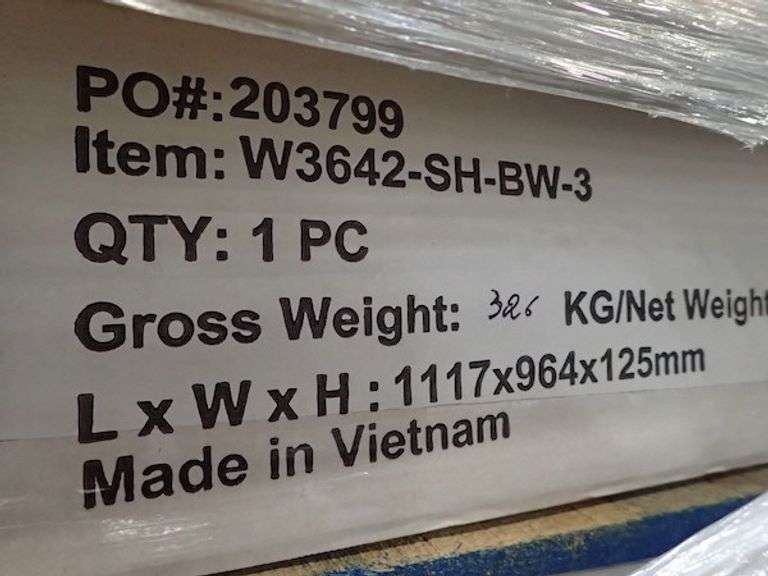 PO#: 203799
Item: W3642-SH-BW-3
QTY: 1 PC
Gross Weight: 326 KG/Net Weight
L x W x H : 1117x964x125mm
Made in Vietnam